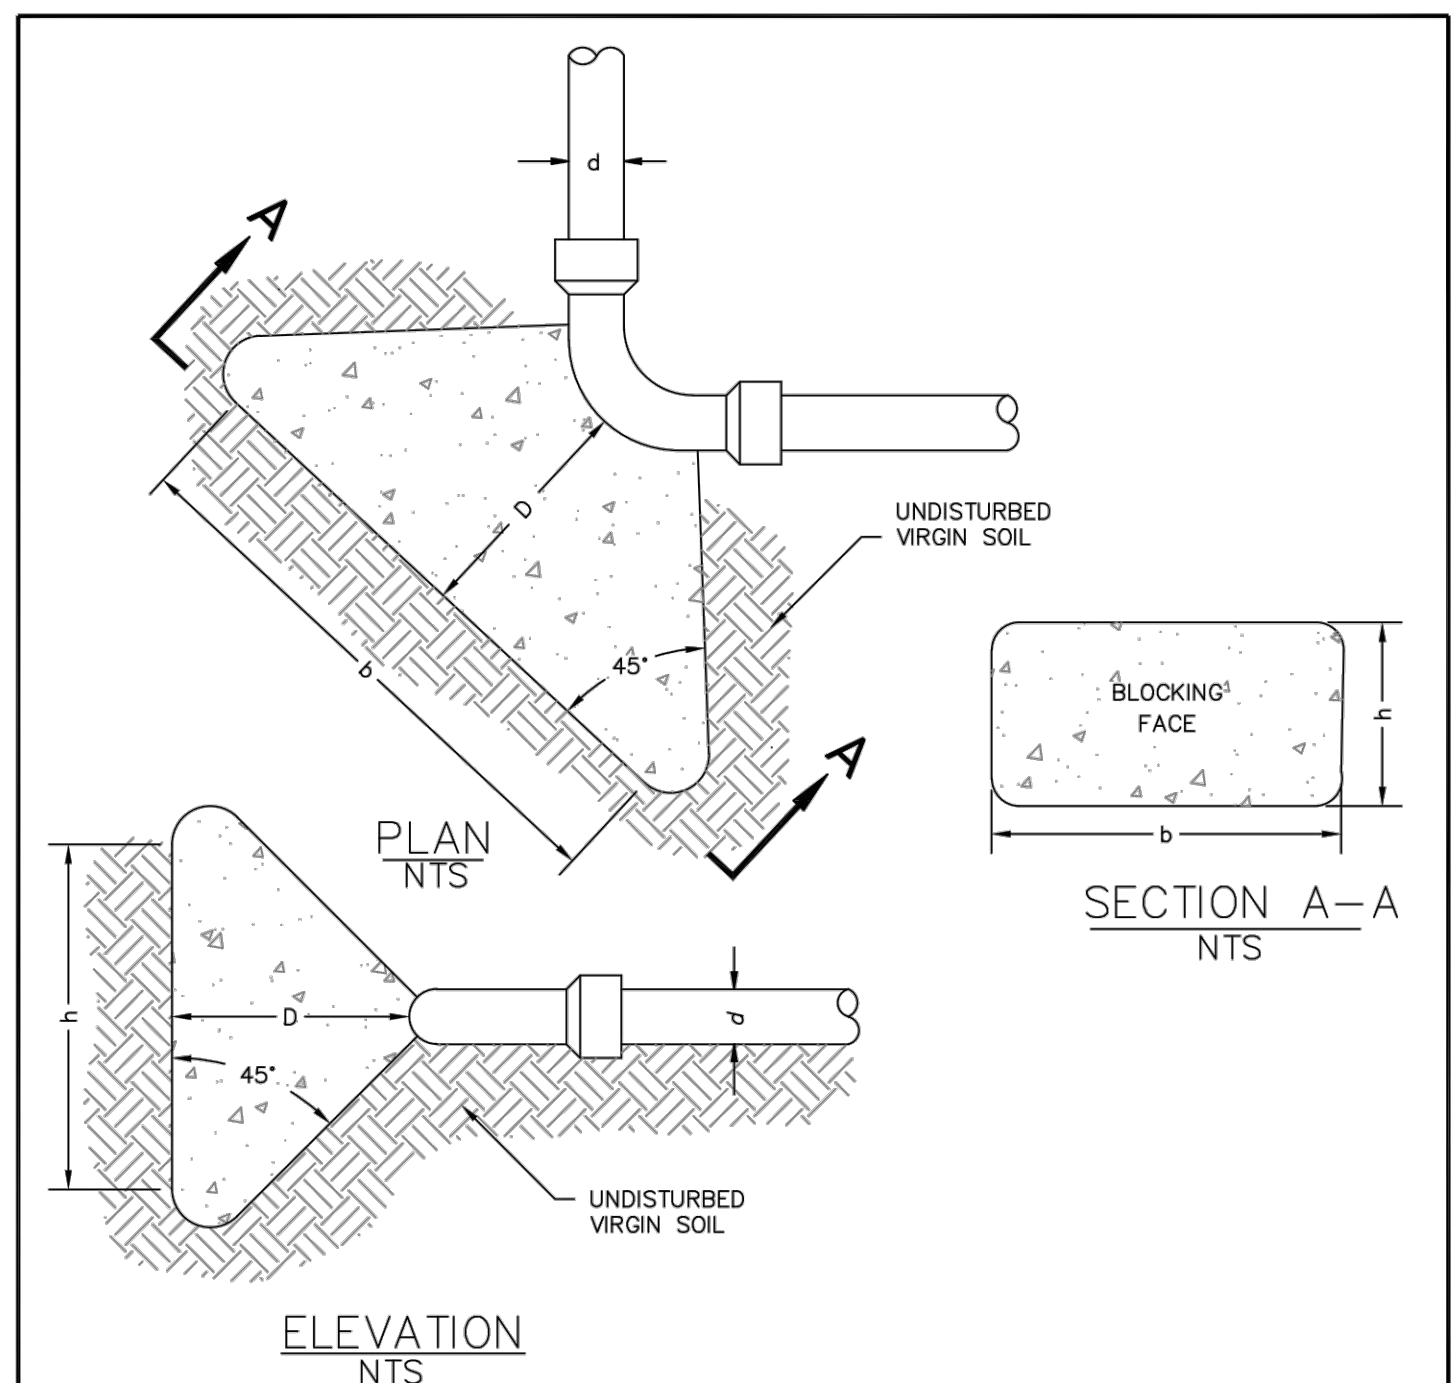 d
A
D
UNDISTURBED
VIRGIN SOIL
b
45°
BLOCKING
FACE
h
b
A
PLAN
NTS
SECTION A-A
NTS
h
D
d
45°
UNDISTURBED
VIRGIN SOIL
ELEVATION
NTS